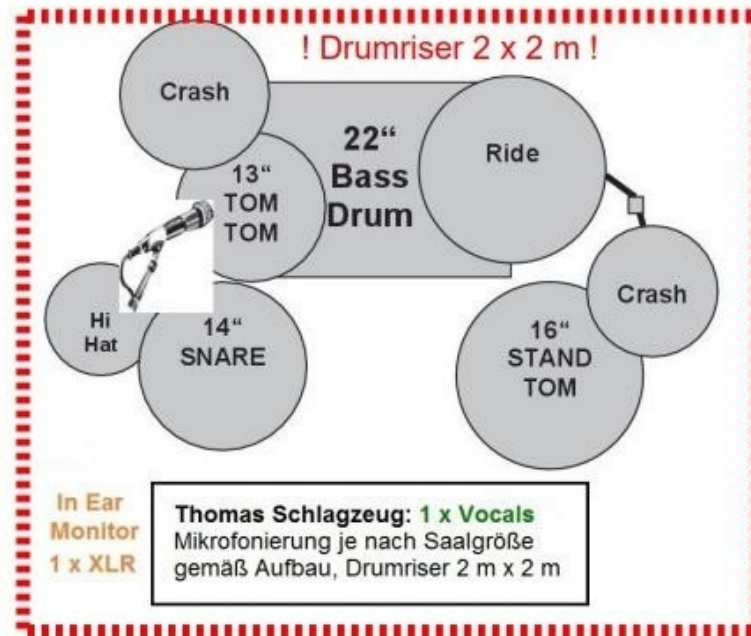 ! Drumriser 2 x 2 m !
Crash
22“
Bass
Drum
Ride
13“
TOM
TOM
Crash
Hi
Hat
14“
SNARE
16“
STAND
TOM
In Ear
Monitor
1 x XLR
Thomas Schlagzeug: 1 x Vocals
Mikrofonierung je nach Saalgröße
gemäß Aufbau, Drumriser 2 m x 2 m